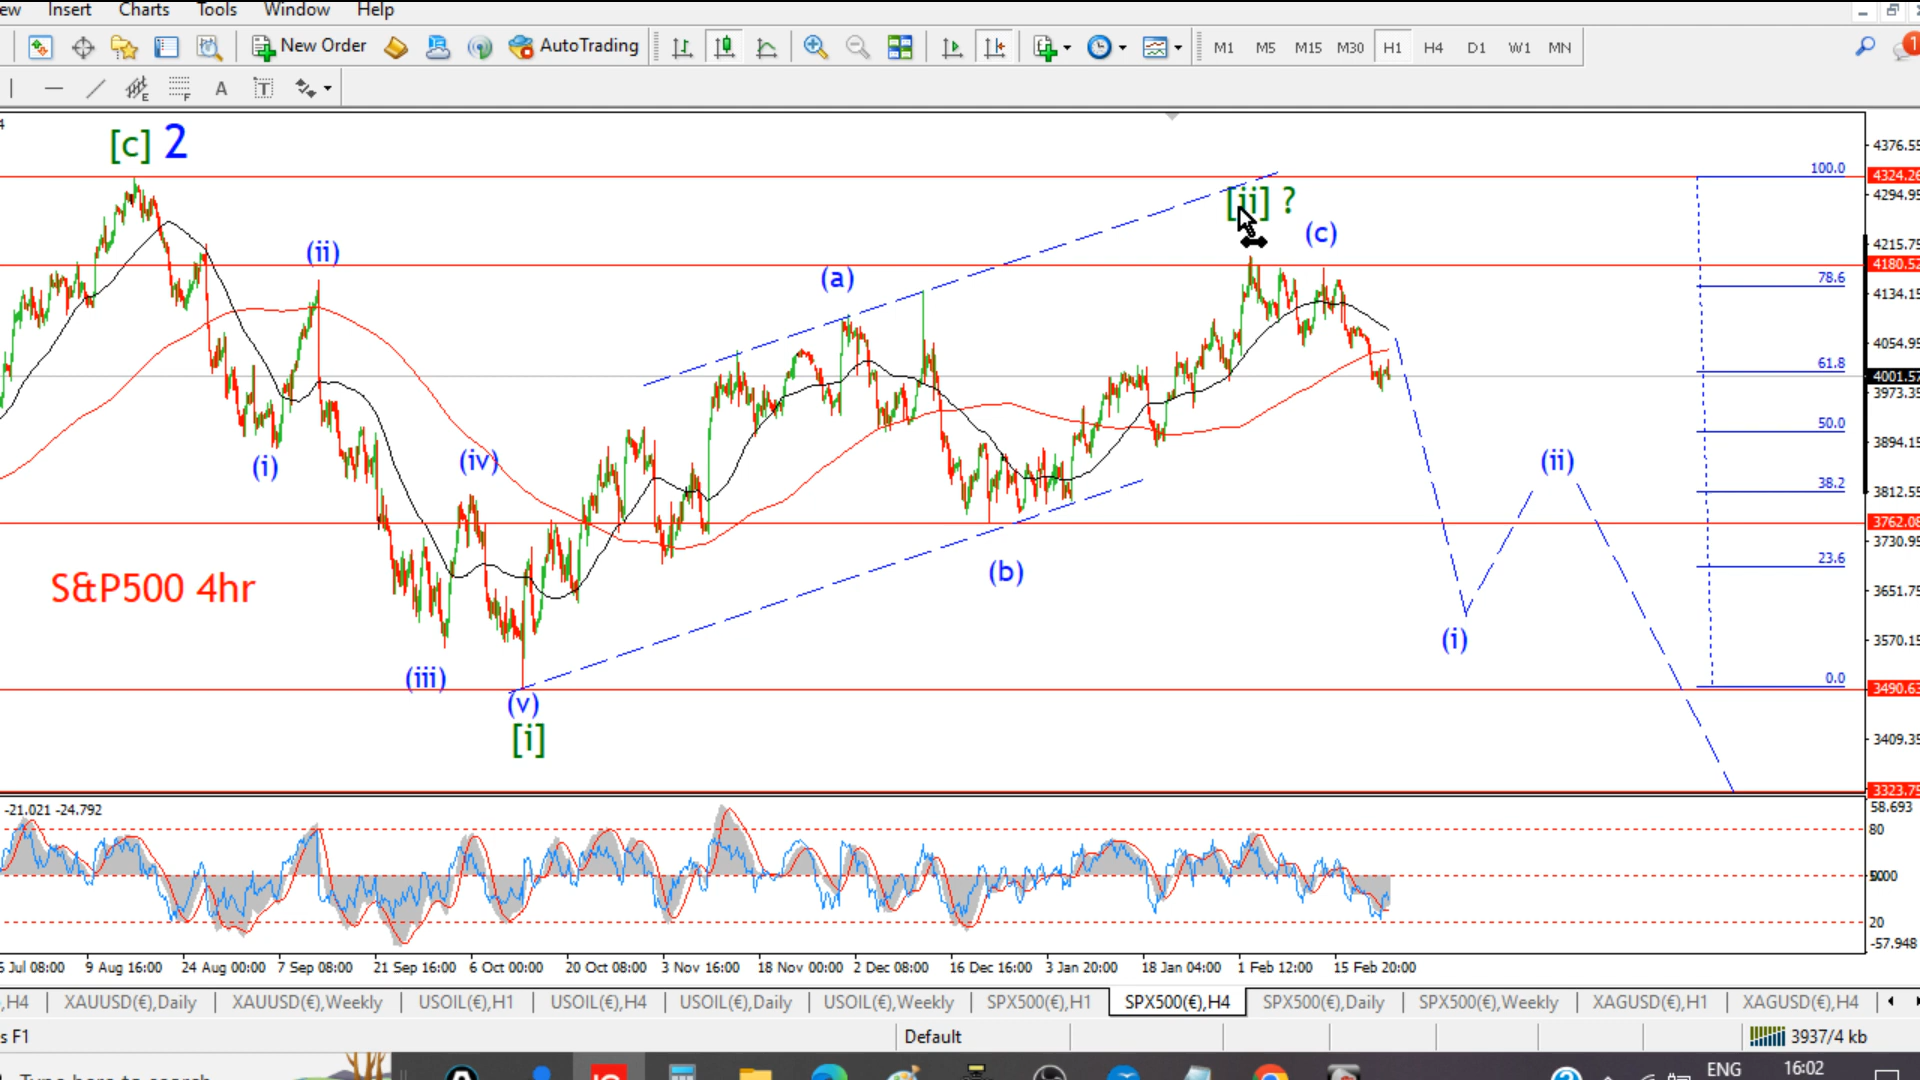 ew Insert Charts Tools Window Help
New Order AutoTrading M1 M5 M15 M30 H1 H4 D1 W1 MN 1
E F A T
4
[c] 2
4376.55
100.0
4324.26
4294.95
[ii] ?
(c)
(ii)
4215.75
4180.52
(a)
78.6
4134.15
4054.95
61.8
4001.57
3973.35
50.0
3894.15
(i)
(iv)
(ii)
38.2
3812.55
3762.08
3730.95
23.6
(b)
S&P500 4hr
3651.75
3570.15
(i)
(iii)
0.0
3490.63
(v)
[i]
3409.35
3323.75
-21.021 -24.792
58.693
80
20
-57.948
Jul 08:00 9 Aug 16:00 24 Aug 00:00 7 Sep 08:00 21 Sep 16:00 6 Oct 00:00 20 Oct 08:00 3 Nov 16:00 18 Nov 00:00 2 Dec 08:00 16 Dec 16:00 3 Jan 20:00 18 Jan 04:00 1 Feb 12:00 15 Feb 20:00
,H4 XAUUSD(€),Daily XAUUSD(€),Weekly USOIL(€),H1 USOIL(€),H4 USOIL(€),Daily USOIL(€),Weekly SPX500(€),H1 SPX500(€),H4 SPX500(€),Daily SPX500(€),Weekly XAGUSD(€),H1 XAGUSD(€),H4
s F1 Default 3937/4 kb
Type here to search ENG 16:02